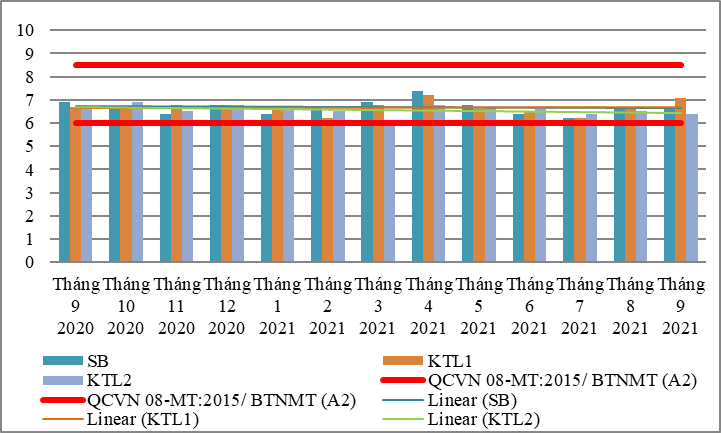 10
9
8
7
6
5
4
3
2
1
0
Tháng Tháng Tháng Tháng Tháng Tháng Tháng Tháng Tháng Tháng Tháng Tháng Tháng
9 10 11 12 1 2 3 4 5 6 7 8 9
2020 2020 2020 2020 2021 2021 2021 2021 2021 2021 2021 2021 2021
SB KTL1
KTL2 QCVN 08-MT:2015/ BTNMT (A2)
QCVN 08-MT:2015/ BTNMT (A2) Linear (SB)
Linear (KTL1) Linear (KTL2)